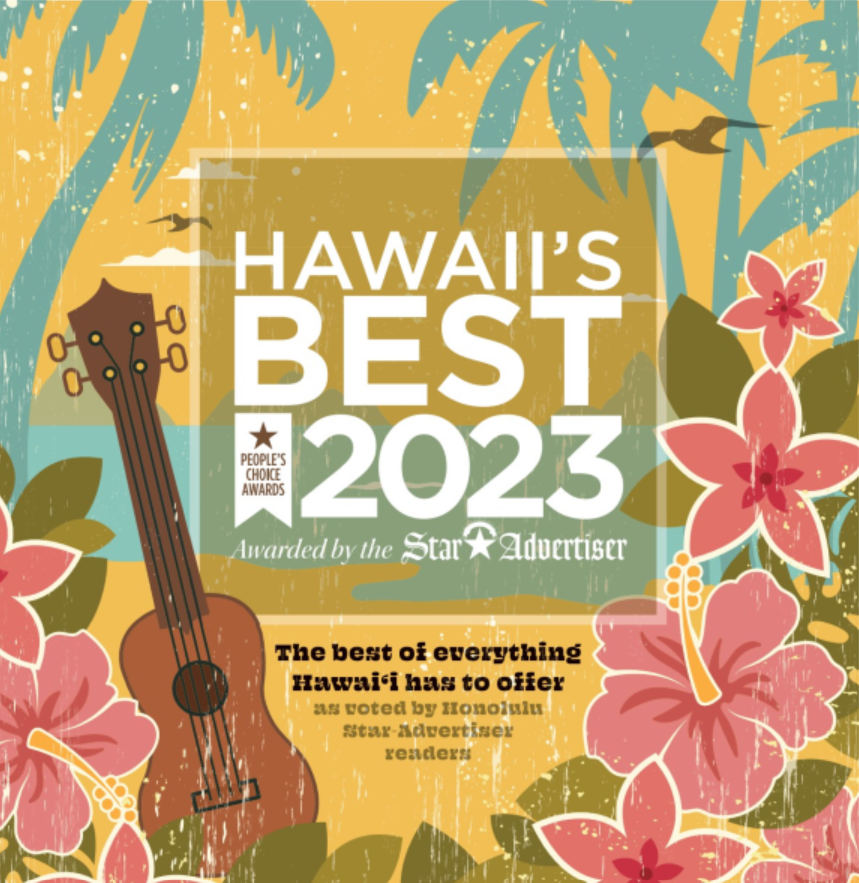 HAWAII'S
BEST
PEOPLE'S
CHOICE
AWARDS
2023
Awarded by the Star Advertiser
The best of everything
Hawaiʻi has to offer
as voted by Honolulu
Star-Advertiser
readers